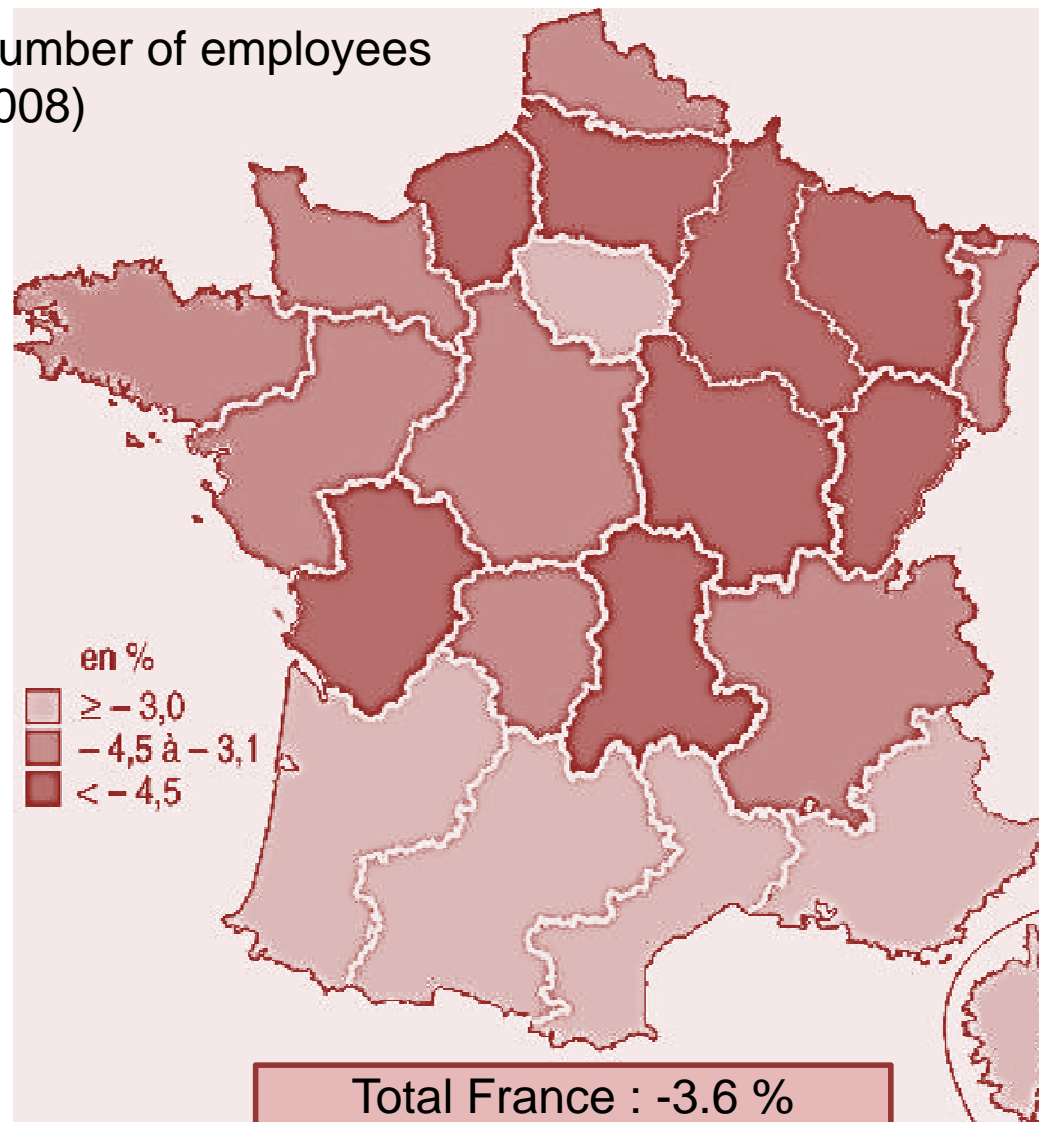 umber of employees
008)
en %
≥ – 3,0
– 4,5 à – 3,1
< – 4,5
Total France : -3.6 %